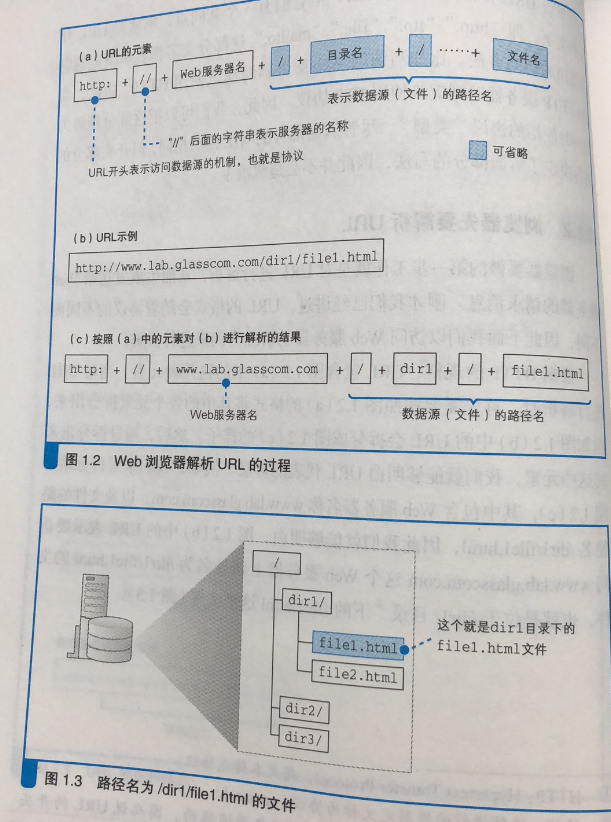 (a) URL的元素
http: + // + Web服务器名 + / + 目录名 + / ······+ 文件名
表示数据源(文件)的路径名
"//" 后面的字符串表示服务器的名称
URL开头表示访问数据源的机制,也就是协议
可省略
(b) URL示例
http://www.lab.glasscom.com/dir1/file1.html
(c) 按照(a)中的元素对(b)进行解析的结果
http: + // + www.lab.glasscom.com + / + dir1 + / + file1.html
Web服务器名
数据源(文件)的路径名
图 1.2 Web 浏览器解析 URL 的过程
/
dir1/
file1.html
file2.html
dir2/
dir3/
这个就是dir1目录下的
file1.html文件
图 1.3 路径名为 /dir1/file1.html 的文件